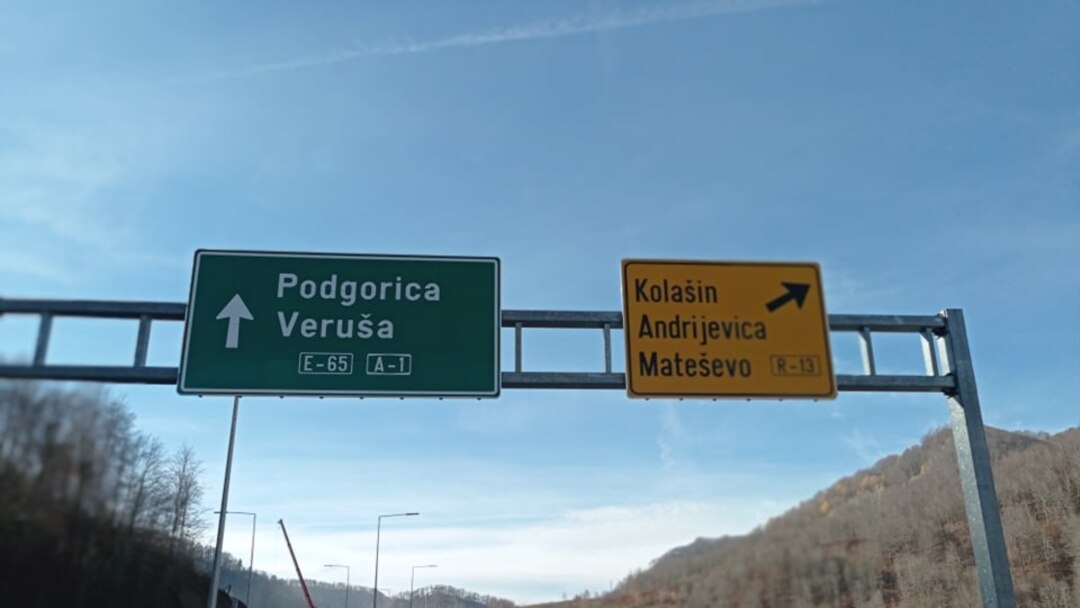 Podgorica
Veruša
E-65 A-1
Kolašin
Andrijevica
Mateševo R-13